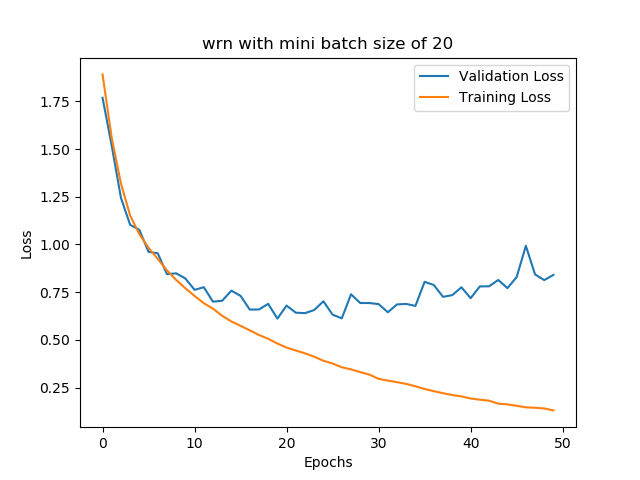 wrn with mini batch size of 20
Validation Loss
Training Loss
Loss
1.75
1.50
1.25
1.00
0.75
0.50
0.25
0 10 20 30 40 50
Epochs